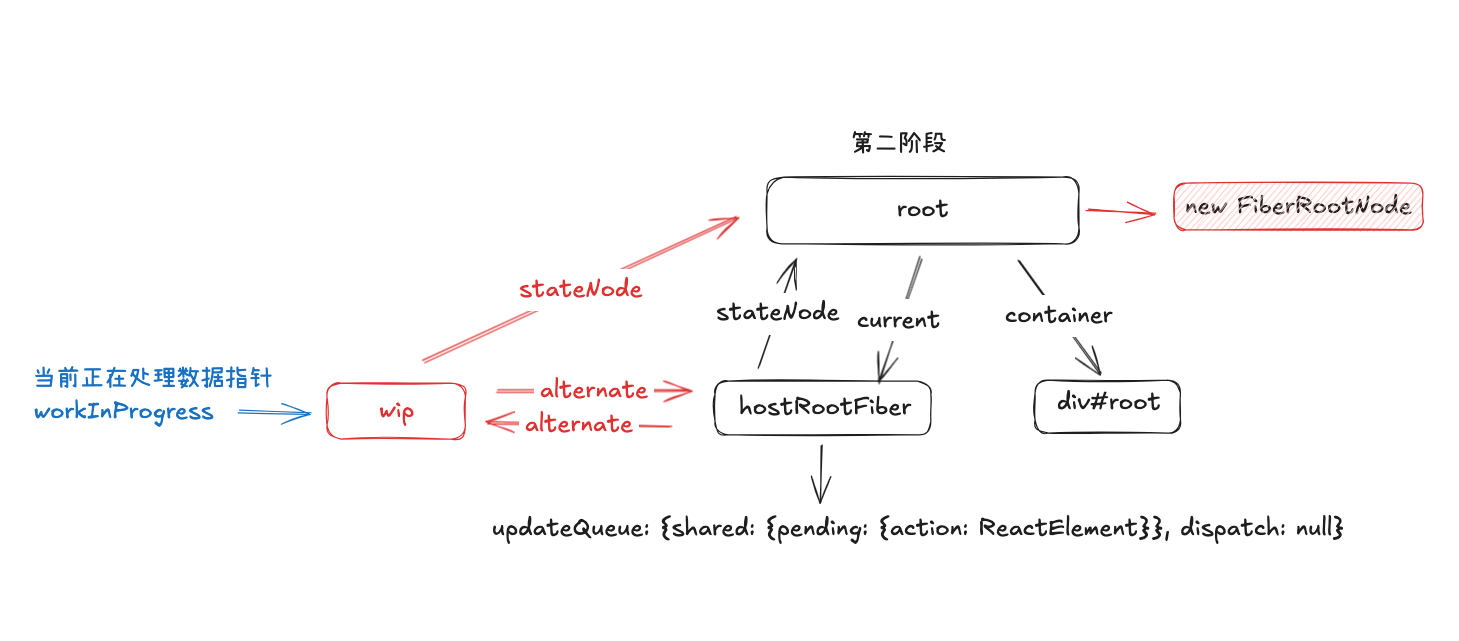 第二阶段
root
new FiberRootNode
stateNode
stateNode
current
container
当前正在处理数据指针
workInProgress
wip
alternate
alternate
hostRootFiber
div#root
updateQueue: {shared: {pending: {action: ReactElement}}, dispatch: null}